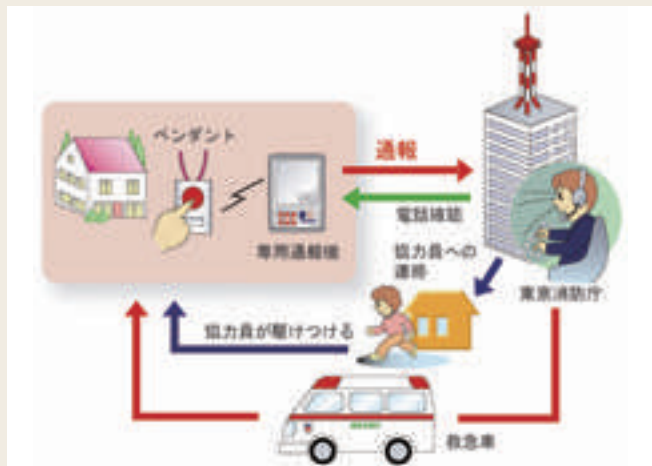 ペンダント
通報
専用通報機
電話確認
協力員への
連絡
東京消防庁
協力員が駆けつける
救急車